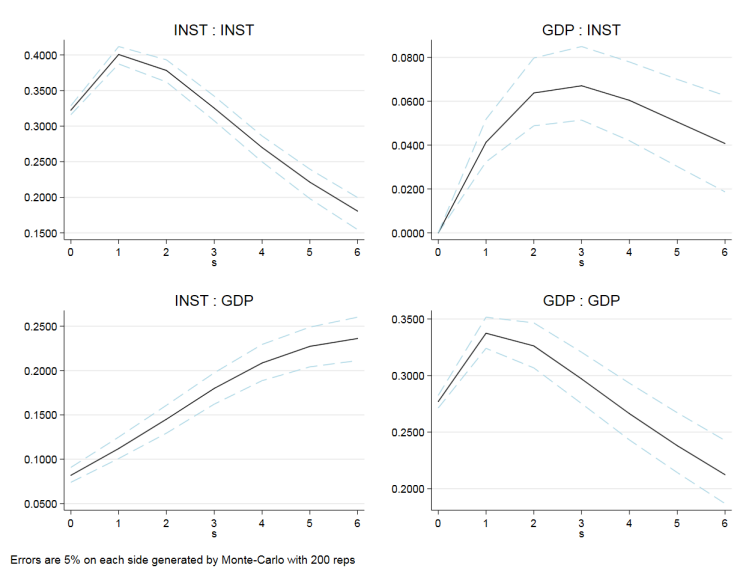 INST : INST
0.4000
0.3500
0.3000
0.2500
0.2000
0.1500
0 1 2 3 4 5 6
s
GDP : INST
0.0800
0.0600
0.0400
0.0200
0.0000
0 1 2 3 4 5 6
s
INST : GDP
0.2500
0.2000
0.1500
0.1000
0.0500
0 1 2 3 4 5 6
s
GDP : GDP
0.3500
0.3000
0.2500
0.2000
0 1 2 3 4 5 6
s
Errors are 5% on each side generated by Monte-Carlo with 200 reps